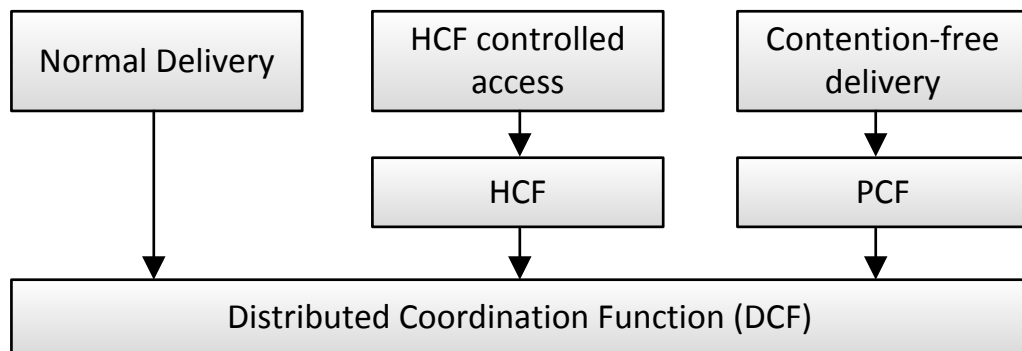 Normal Delivery
HCF controlled
access
Contention-free
delivery
HCF
PCF
Distributed Coordination Function (DCF)